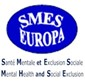 SMES
EUROPA
Santé Mentale et Exclusion Sociale
Mental Health and Social Exclusion